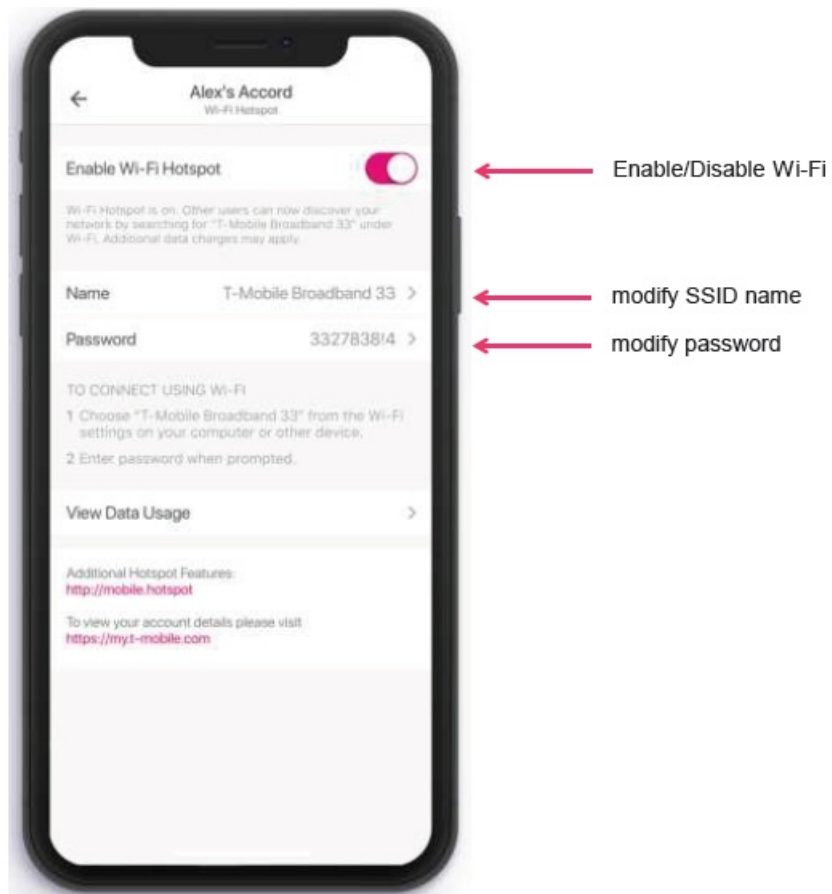 Alex's Accord
Wi-Fi Hotspot
Enable Wi-Fi Hotspot
Enable/Disable Wi-Fi
Wi-Fi Hotspot is on. Other users can now discover your
network by searching for "T-Mobile Broadband 33" under
Wi-Fi. Additional data charges may apply.
Name T-Mobile Broadband 33 >
modify SSID name
Password 3327838!4 >
modify password
TO CONNECT USING WI-FI
1 Choose "T-Mobile Broadband 33" from the Wi-Fi
settings on your computer or other device.
2 Enter password when prompted.
View Data Usage >
Additional Hotspot Features:
http://mobile.hotspot
To view your account details please visit
https://my.t-mobile.com